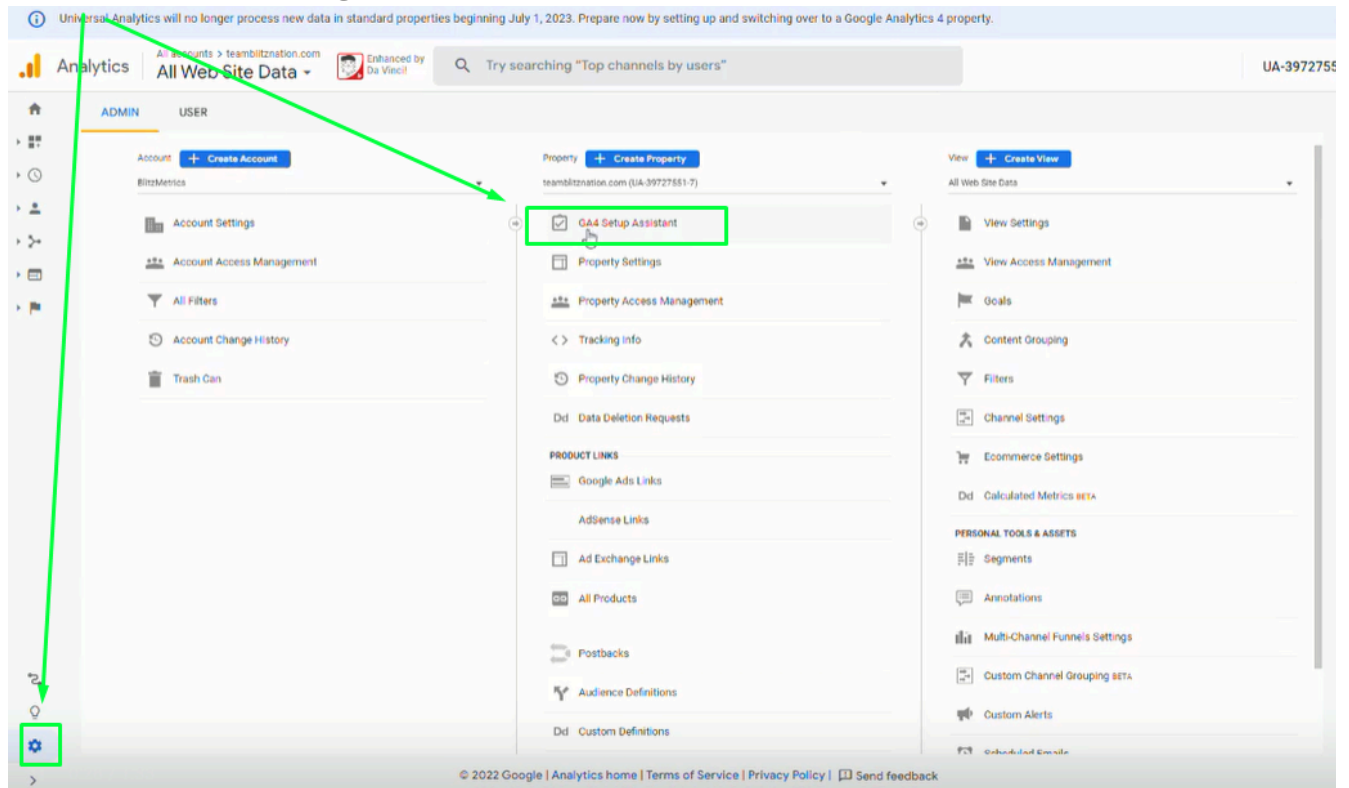 Universal Analytics will no longer process new data in standard properties beginning July 1, 2023. Prepare now by setting up and switching over to a Google Analytics 4 property.
Analytics
All accounts > teamblitznation.com
All Web Site Data
Enhanced by
Da Vinci!
Try searching "Top channels by users"
UA-3972755
ADMIN
USER
Account
+ Create Account
BlitzMetrics
Account Settings
Account Access Management
All Filters
Account Change History
Trash Can
Property
+ Create Property
teamblitznation.com (UA-39727551-7)
GA4 Setup Assistant
Property Settings
Property Access Management
Tracking Info
Property Change History
Dd Data Deletion Requests
PRODUCT LINKS
Google Ads Links
AdSense Links
Ad Exchange Links
All Products
Postbacks
Audience Definitions
Dd Custom Definitions
View
+ Create View
All Web Site Data
View Settings
View Access Management
Goals
Content Grouping
Filters
Channel Settings
Ecommerce Settings
Dd Calculated Metrics BETA
PERSONAL TOOLS & ASSETS
Segments
Annotations
Multi-Channel Funnels Settings
Custom Channel Grouping BETA
Custom Alerts
Scheduled Emails
© 2022 Google | Analytics home | Terms of Service | Privacy Policy | Send feedback